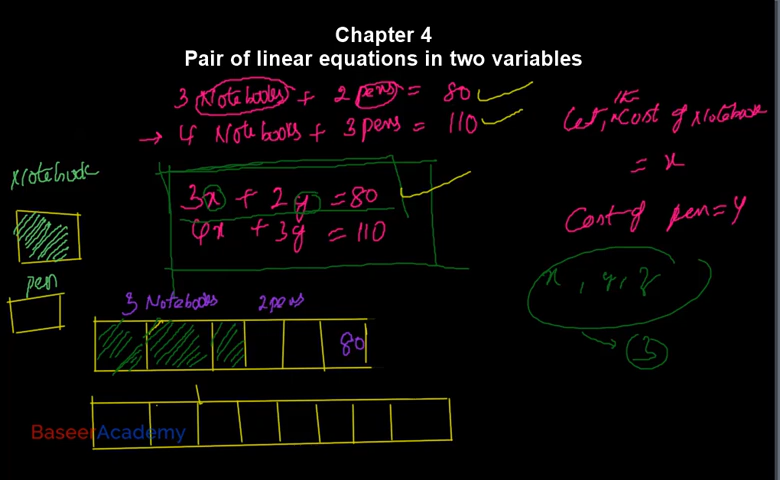 Chapter 4
Pair of linear equations in two variables
3 Notebooks + 2 pens = 80
→ 4 Notebooks + 3 pens = 110
Let, the Cost of Notebook
= x
Cost of pen = y
3x + 2y = 80
4x + 3y = 110
Notebook
pen
x, y, z
→ 3
3 Notebooks 2 pens
80
BaseerAcademy